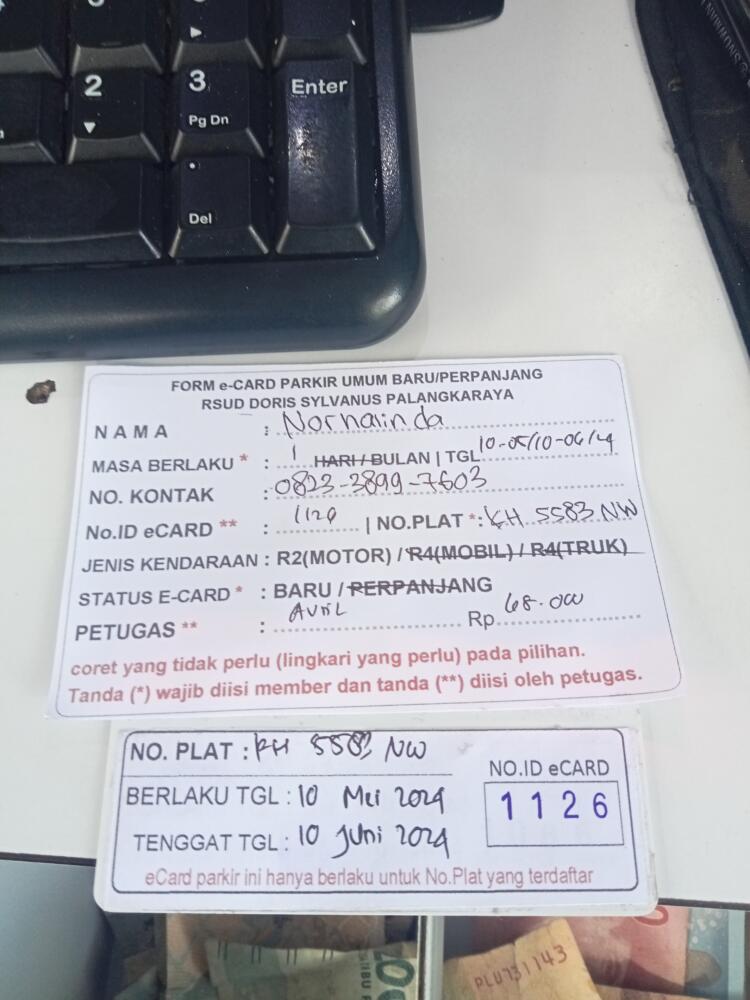 2
3
Pg Dn
Enter
Del
FORM e-CARD PARKIR UMUM BARU/PERPANJANG
RSUD DORIS SYLVANUS PALANGKARAYA
NAMA : Nornainda
MASA BERLAKU * : 1 HARI / BULAN | TGL 10-05/10-06/24
NO. KONTAK : 0823-3899-7603
No.ID eCARD ** : | NO.PLAT *: KH 5583 NW
JENIS KENDARAAN : R2(MOTOR) / R4(MOBIL) / R4(TRUK)
STATUS E-CARD * : BARU / PERPANJANG
PETUGAS ** : AVRIL Rp 68.000
coret yang tidak perlu (lingkari yang perlu) pada pilihan.
Tanda (*) wajib diisi member dan tanda (**) diisi oleh petugas.
NO. PLAT : KH 5583 NW
BERLAKU TGL : 10 Mei 2024
TENGGAT TGL : 10 Juni 2024
NO.ID eCARD
1126
eCard parkir ini hanya berlaku untuk No.Plat yang terdaftar
PLU731143